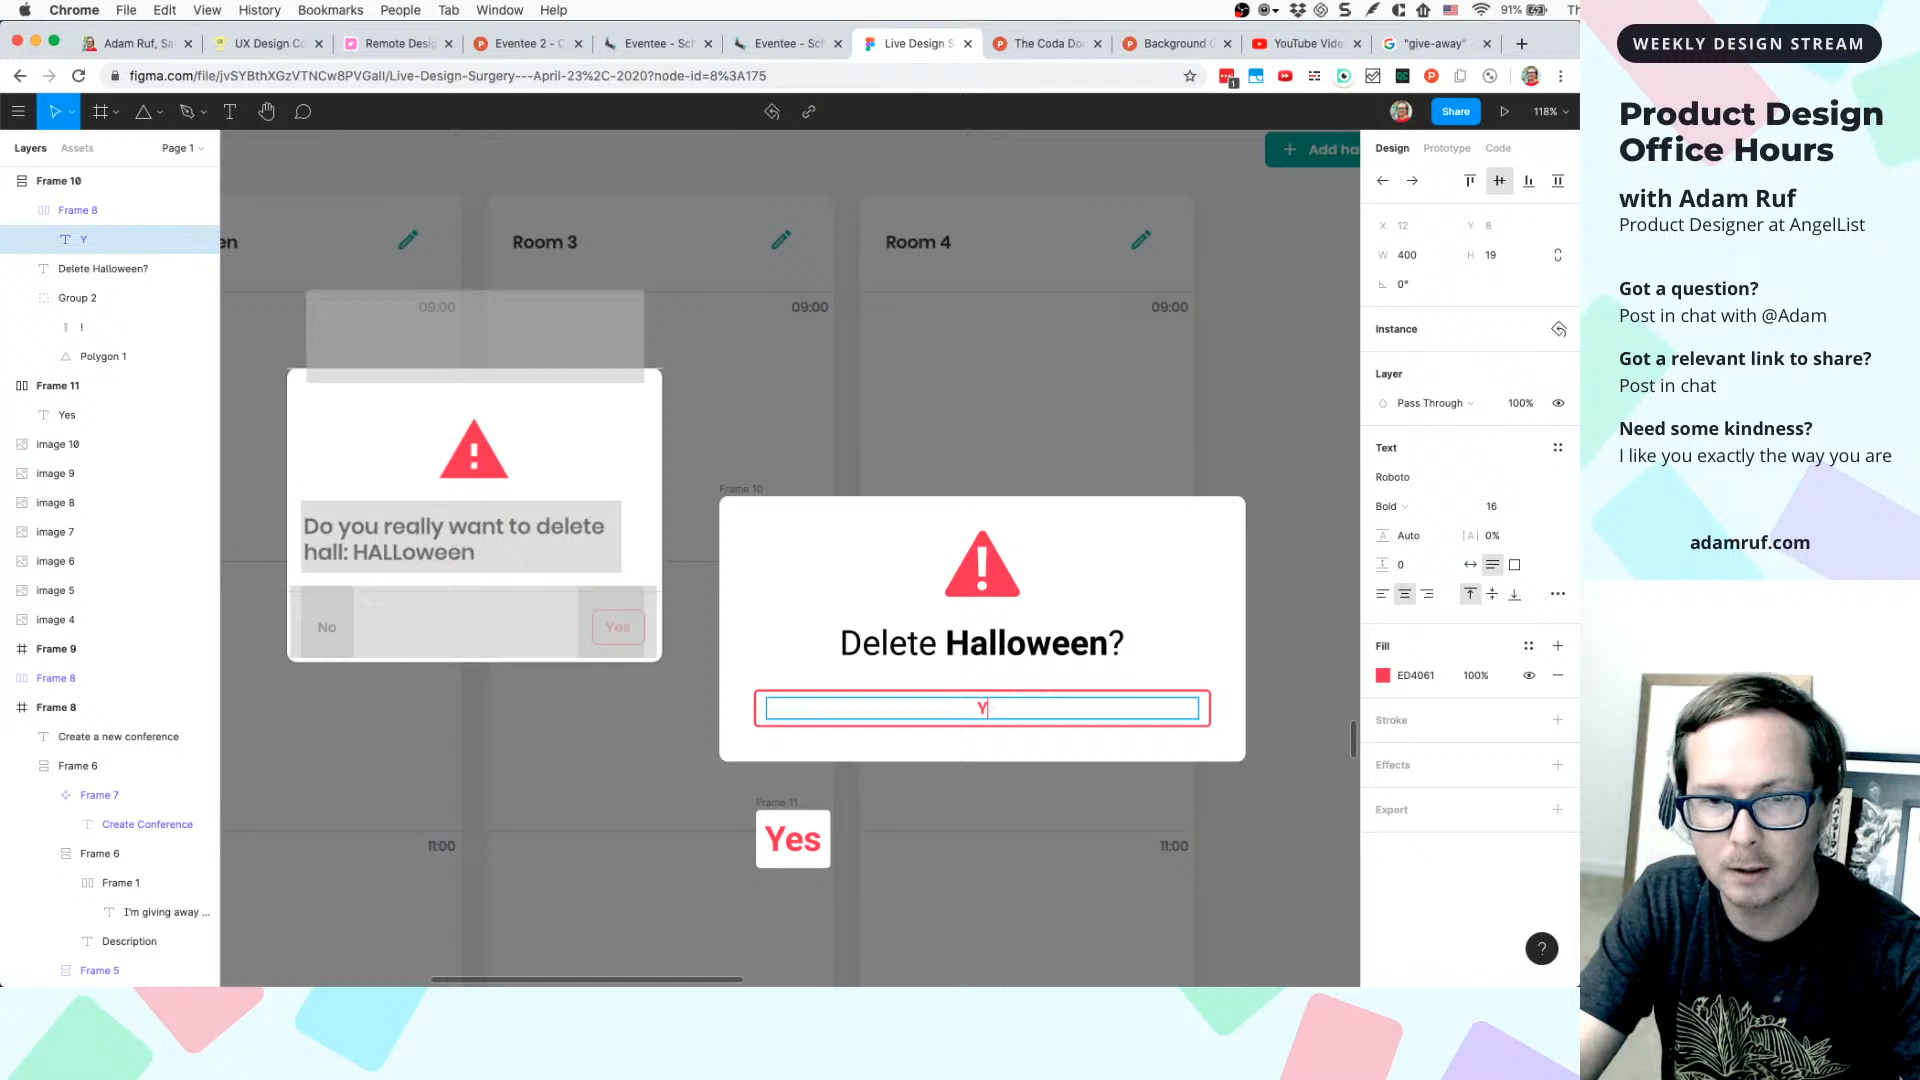 Chrome File Edit View History Bookmarks People Tab Window Help
91%
Adam Ruf, Sa
UX Design Co
Remote Desig
Eventee 2 - C
Eventee – Sch
Eventee – Sch
Live Design S
The Coda Do
Background
YouTube Vide
"give-away"
figma.com/file/jvSYBthXGzVTNCw8PVGaII/Live-Design-Surgery---April-23%2C-2020?node-id=8%3A175
Share
118%
Layers Assets Page 1
Frame 10
Frame 8
Y
Delete Halloween?
Group 2
!
Polygon 1
Frame 11
Yes
image 10
image 9
image 8
image 7
image 6
image 5
image 4
Frame 9
Frame 8
Frame 8
Create a new conference
Frame 6
Frame 7
Create Conference
Frame 6
Frame 1
I'm giving away ...
Description
Frame 5
+ Add ha
en
Room 3
Room 4
09:00
09:00
09:00
Do you really want to delete
hall: HALLoween
No
Yes
Frame 10
Delete Halloween?
Y
Frame 11
Yes
11:00
11:00
Design Prototype Code
X 12 Y 8
W 400 H 19
0°
Instance
Layer
Pass Through 100%
Text
Roboto
Bold 16
Auto 0%
0
Fill
ED4061 100%
Stroke
Effects
Export
?
WEEKLY DESIGN STREAM
Product Design
Office Hours
with Adam Ruf
Product Designer at AngelList
Got a question?
Post in chat with @Adam
Got a relevant link to share?
Post in chat
Need some kindness?
I like you exactly the way you are
adamruf.com